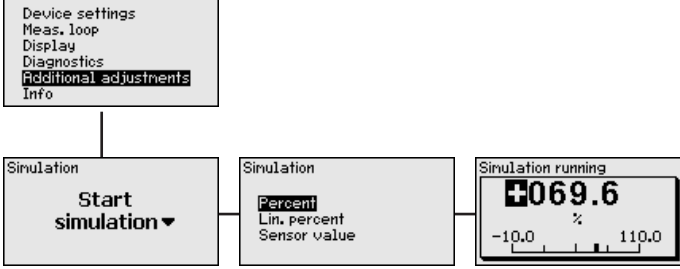 Device settings
Meas. loop
Display
Diagnostics
Additional adjustments
Info
Simulation
Start
simulation
Simulation
Percent
Lin. percent
Sensor value
Simulation running
+069.6
%
-10.0 110.0